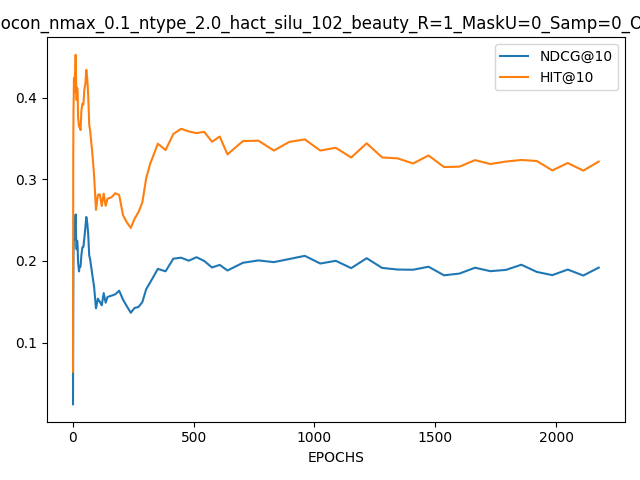 ocon_nmax_0.1_ntype_2.0_hact_silu_102_beauty_R=1_MaskU=0_Samp=0_O
NDCG@10
HIT@10
0.4
0.3
0.2
0.1
0 500 1000 1500 2000
EPOCHS